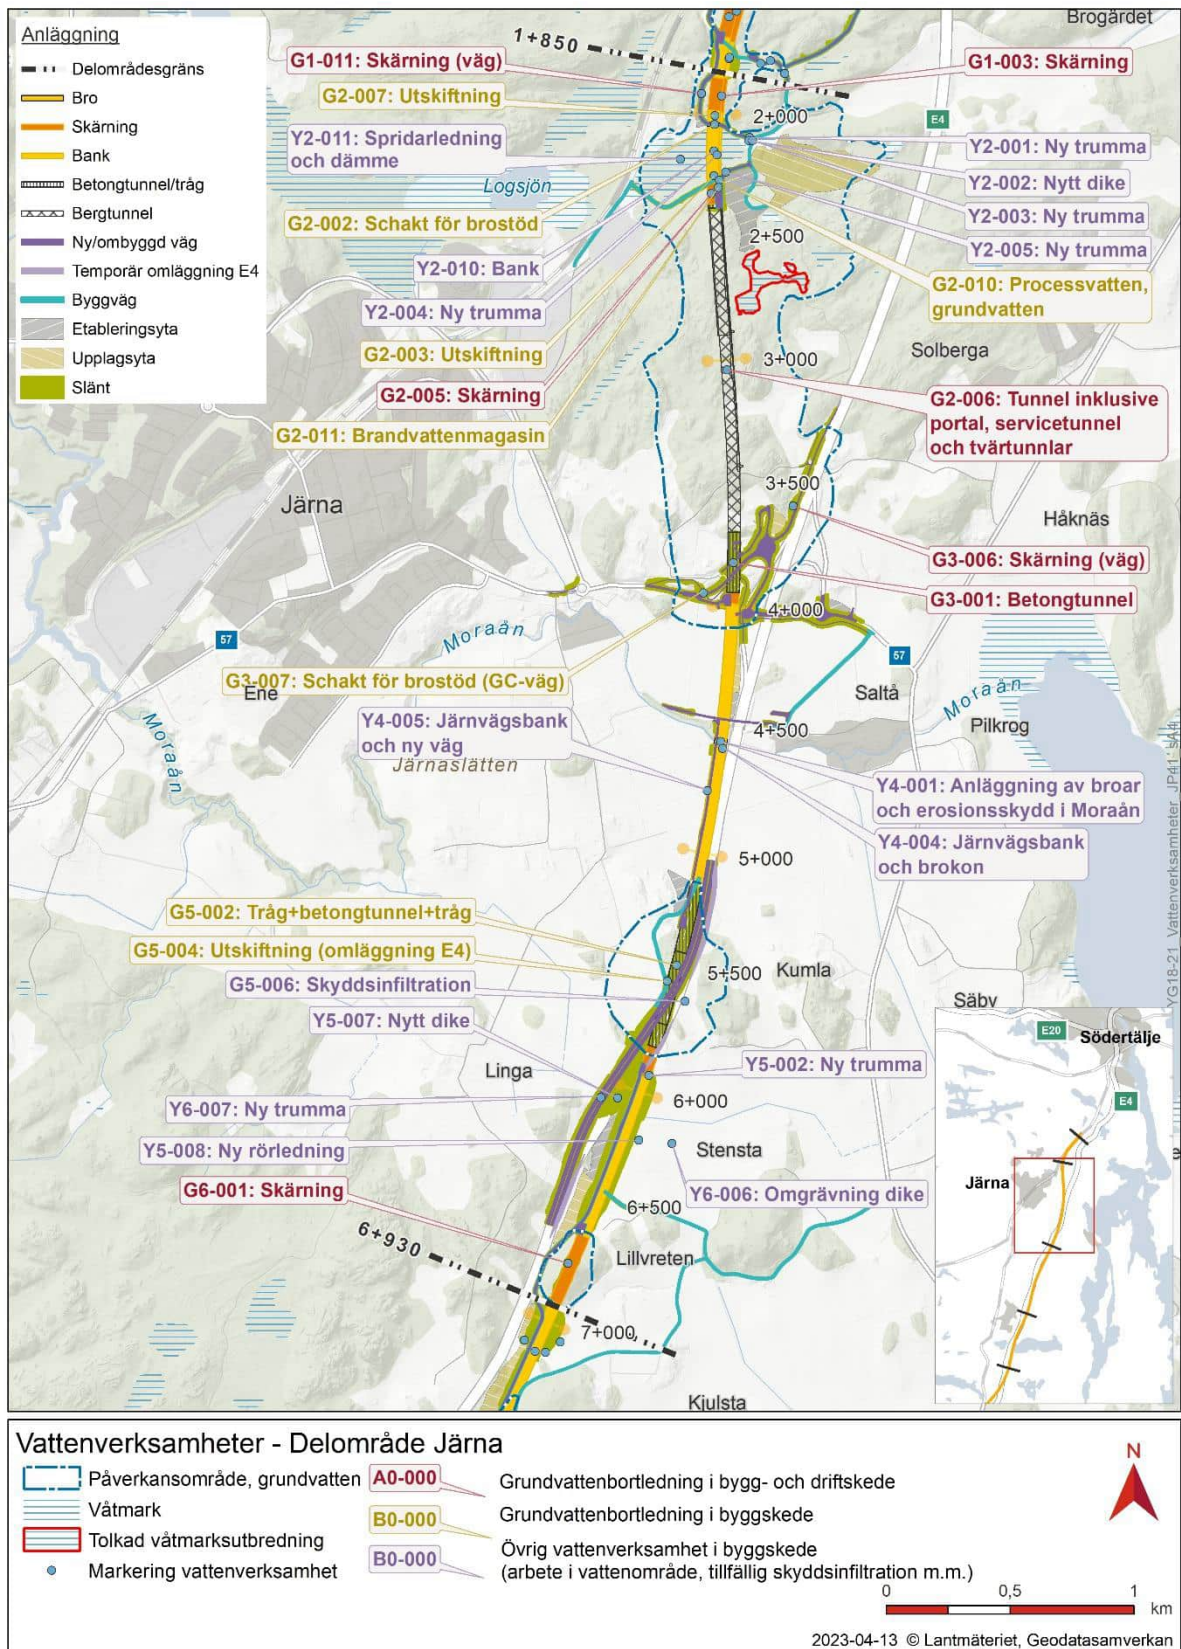 Anläggning
Delområdesgräns
Bro
Skärning
Bank
Betongtunnel/tråg
Bergtunnel
Ny/ombyggd väg
Temporär omläggning E4
Byggväg
Etableringsyta
Upplagsyta
Slänt
Brogärdet
1+850
G1-011: Skärning (väg)
G1-003: Skärning
G2-007: Utskiftning
2+000
E4
Y2-011: Spridarledning
och dämme
Y2-001: Ny trumma
Logsjön
Y2-002: Nytt dike
G2-002: Schakt för brostöd
Y2-003: Ny trumma
2+500
Y2-005: Ny trumma
Y2-010: Bank
G2-010: Processvatten,
grundvatten
Y2-004: Ny trumma
G2-003: Utskiftning
3+000
Solberga
G2-005: Skärning
G2-006: Tunnel inklusive
portal, servicetunnel
och tvärtunnlar
G2-011: Brandvattenmagasin
3+500
Järna
Håknäs
G3-006: Skärning (väg)
G3-001: Betongtunnel
4+000
57
Moraån
57
G3-007: Schakt för brostöd (GC-väg)
Ene
Saltå
Moraån
Moraån
Pilkrog
Y4-005: Järnvägsbank
och ny väg
4+500
Järnaslätten
Y4-001: Anläggning av broar
och erosionsskydd i Moraån
Y4-004: Järnvägsbank
och brokon
5+000
G5-002: Tråg+betongtunnel+tråg
G5-004: Utskiftning (omläggning E4)
5+500
Kumla
G5-006: Skyddsinfiltration
Y5-007: Nytt dike
Säby
YG18-21 Vattenverksamheter JP41 sA4
Linga
Y5-002: Ny trumma
Y6-007: Ny trumma
6+000
Y5-008: Ny rörledning
Stensta
G6-001: Skärning
Y6-006: Omgrävning dike
6+500
6+930
Lillvreten
7+000
Kjulsta
E20
Södertälje
E4
Järna
Vattenverksamheter - Delområde Järna
Påverkansområde, grundvatten
Våtmark
Tolkad våtmarksutbredning
Markering vattenverksamhet
A0-000
Grundvattenbortledning i bygg- och driftskede
B0-000
Grundvattenbortledning i byggskede
B0-000
Övrig vattenverksamhet i byggskede
(arbete i vattenområde, tillfällig skyddsinfiltration m.m.)
N
0 0,5 1
km
2023-04-13 © Lantmäteriet, Geodatasamverkan